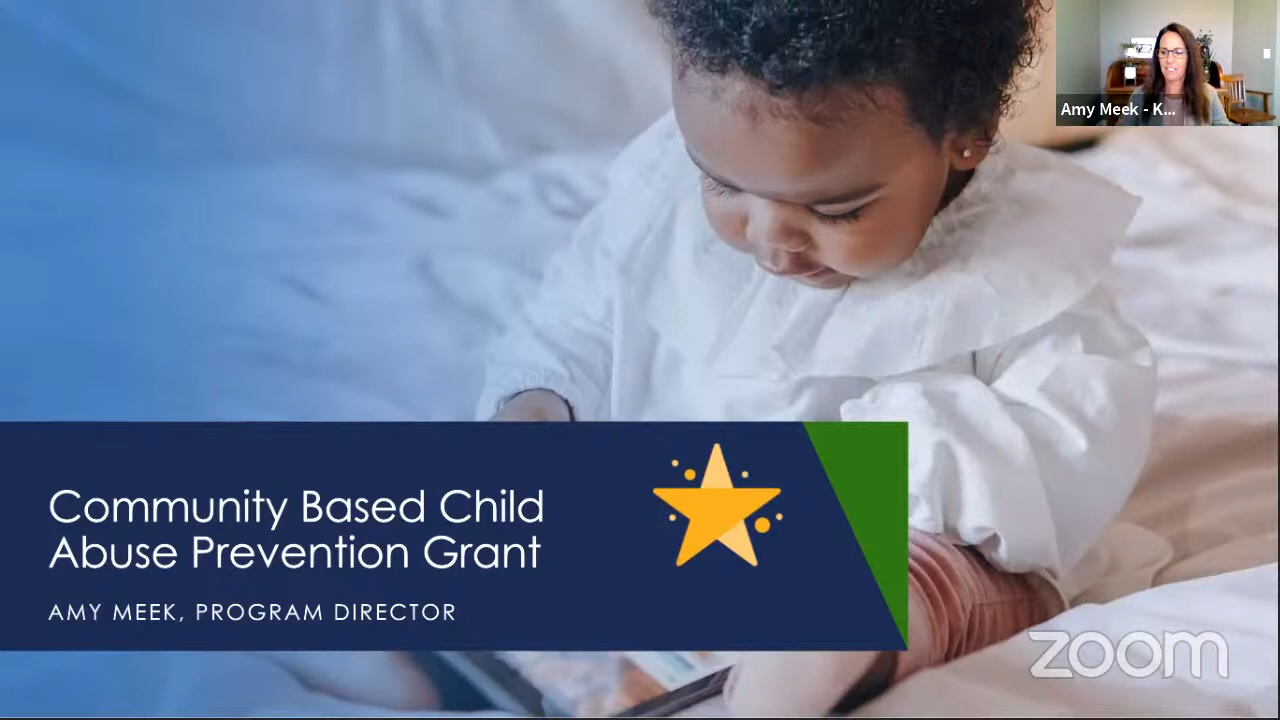 Amy Meek - K...
Community Based Child
Abuse Prevention Grant
AMY MEEK, PROGRAM DIRECTOR
zoom